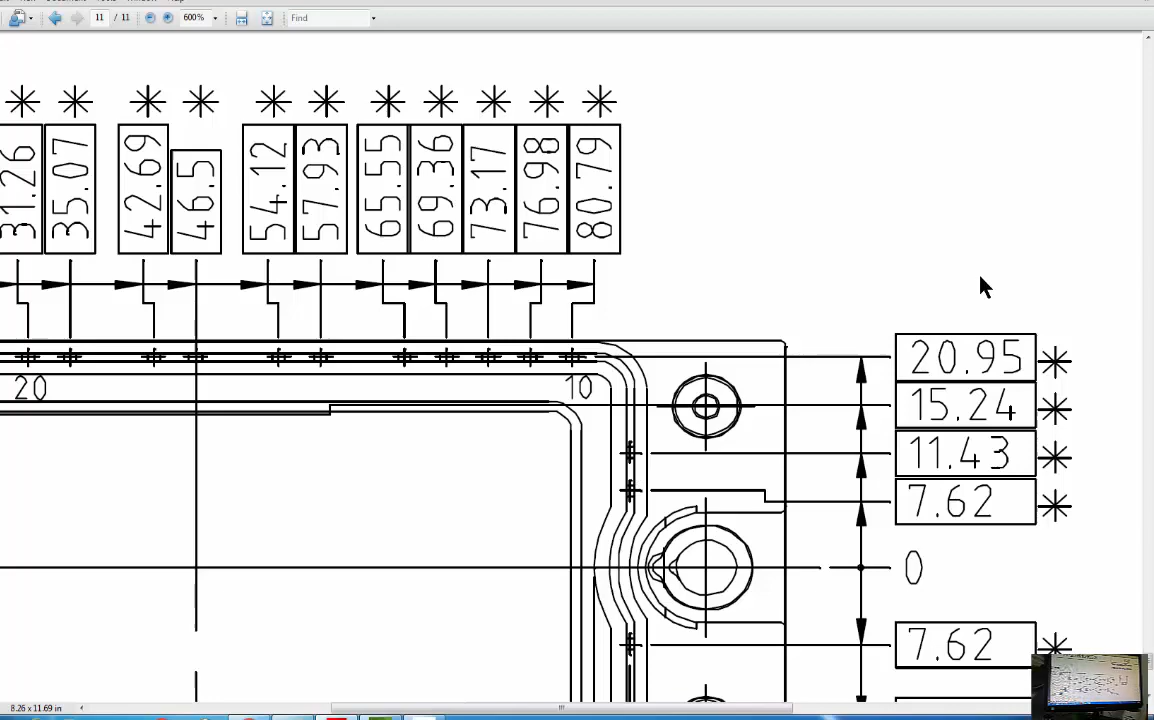 11 / 11 600% Find
31.26 35.07 42.69 46.5 54.12 57.93 65.55 69.36 73.17 76.98 80.79
20.95
20 10
15.24
11.43
7.62
0
7.62
8.26 x 11.69 in